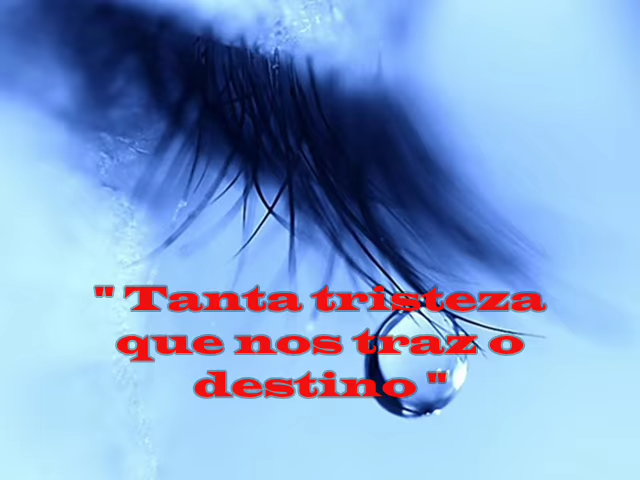 " Tanta tristeza
que nos traz o
destino "